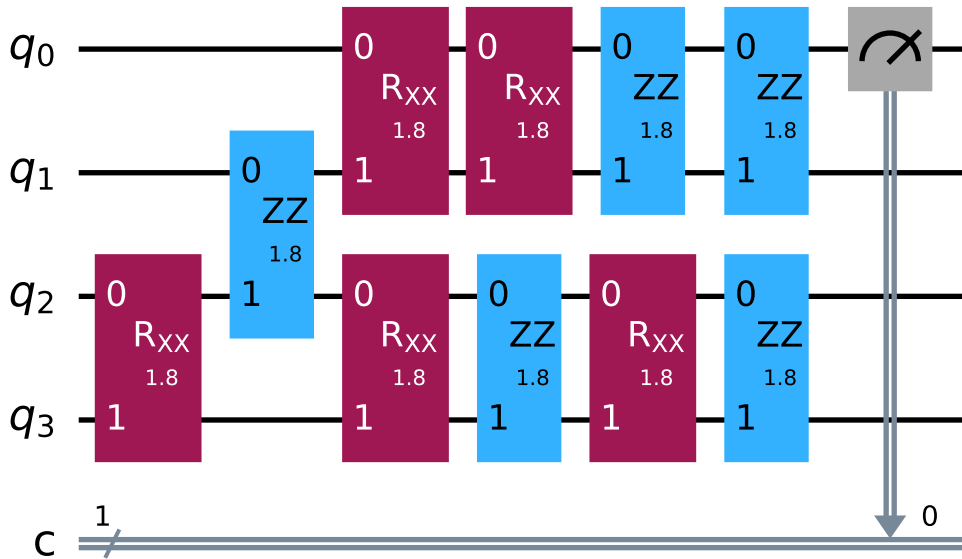 q0 0 RXX 1.8 1 0 RXX 1.8 1 0 ZZ 1.8 1 0 ZZ 1.8 1
q1 0 ZZ 1.8 1
q2 0 RXX 1.8 1 0 RXX 1.8 1 0 ZZ 1.8 1 0 RXX 1.8 1 0 ZZ 1.8 1
q3
c 1 0